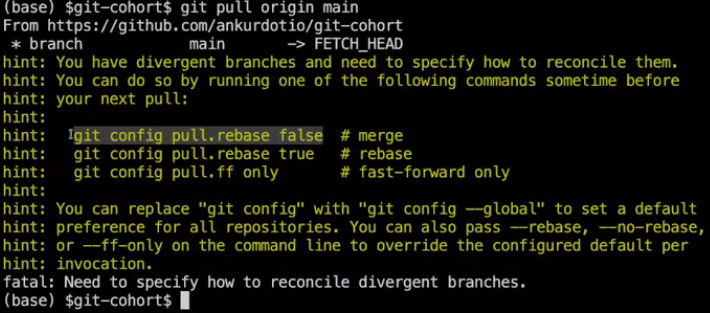 (base) $git-cohort$ git pull origin main
From https://github.com/ankurdotio/git-cohort
 * branch            main       -> FETCH_HEAD
hint: You have divergent branches and need to specify how to reconcile them.
hint: You can do so by running one of the following commands sometime before
hint: your next pull:
hint:
hint:   git config pull.rebase false  # merge
hint:   git config pull.rebase true   # rebase
hint:   git config pull.ff only       # fast-forward only
hint:
hint: You can replace "git config" with "git config --global" to set a default
hint: preference for all repositories. You can also pass --rebase, --no-rebase,
hint: or --ff-only on the command line to override the configured default per
hint: invocation.
fatal: Need to specify how to reconcile divergent branches.
(base) $git-cohort$